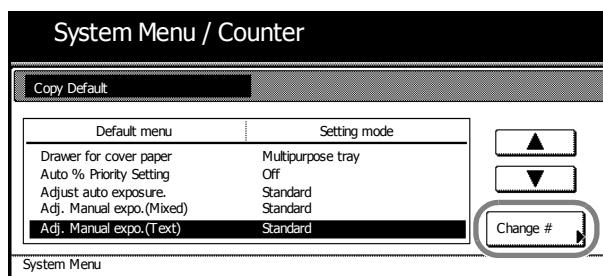 System Menu / Counter
Copy Default
Default menu Setting mode
Drawer for cover paper Multipurpose tray
Auto % Priority Setting Off
Adjust auto exposure. Standard
Adj. Manual expo.(Mixed) Standard
Adj. Manual expo.(Text) Standard
Change #
System Menu